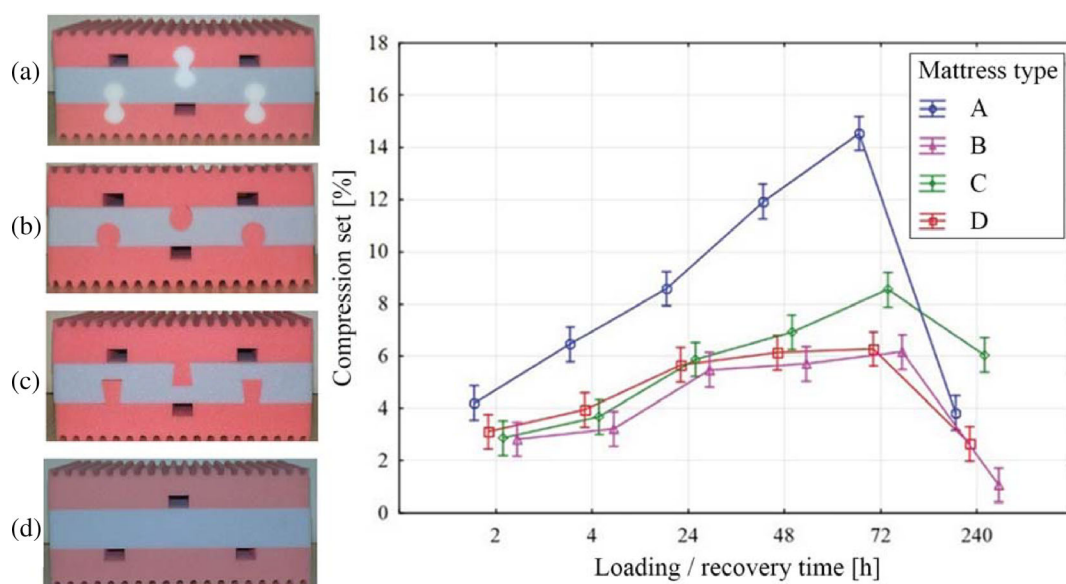 (a)
(b)
(c)
(d)
18
16
14
12
10
8
6
4
2
0
Compression set [%]
Mattress type
A
B
C
D
2 4 24 48 72 240
Loading / recovery time [h]